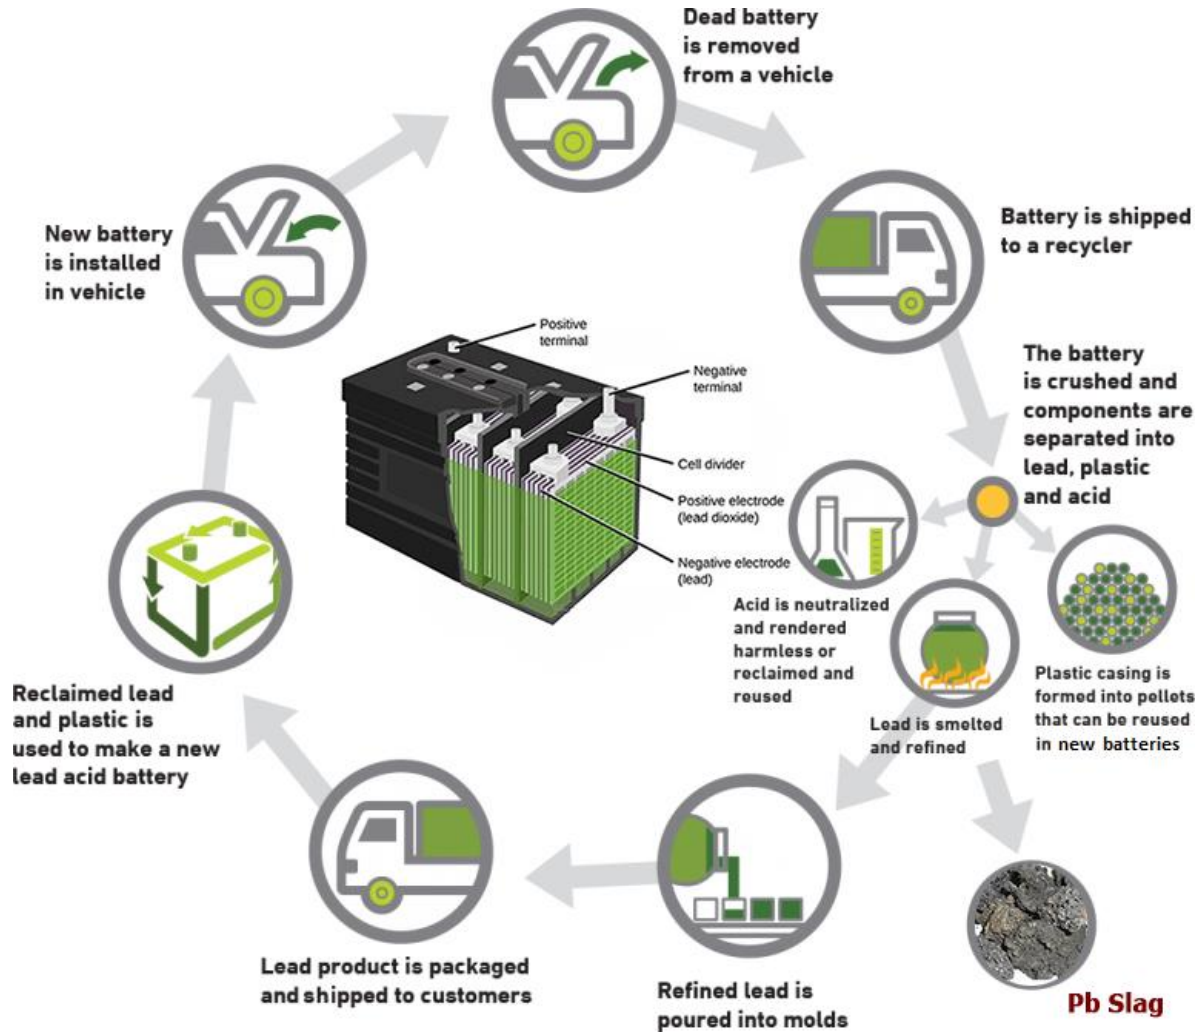 Dead battery
is removed
from a vehicle
Battery is shipped
to a recycler
The battery
is crushed and
components are
separated into
lead, plastic
and acid
Acid is neutralized
and rendered
harmless or
reclaimed and
reused
Lead is smelted
and refined
Plastic casing is
formed into pellets
that can be reused
in new batteries
Pb Slag
Refined lead is
poured into molds
Lead product is packaged
and shipped to customers
Reclaimed lead
and plastic is
used to make a new
lead acid battery
New battery
is installed
in vehicle
Positive
terminal
Negative
terminal
Cell divider
Positive electrode
(lead dioxide)
Negative electrode
(lead)